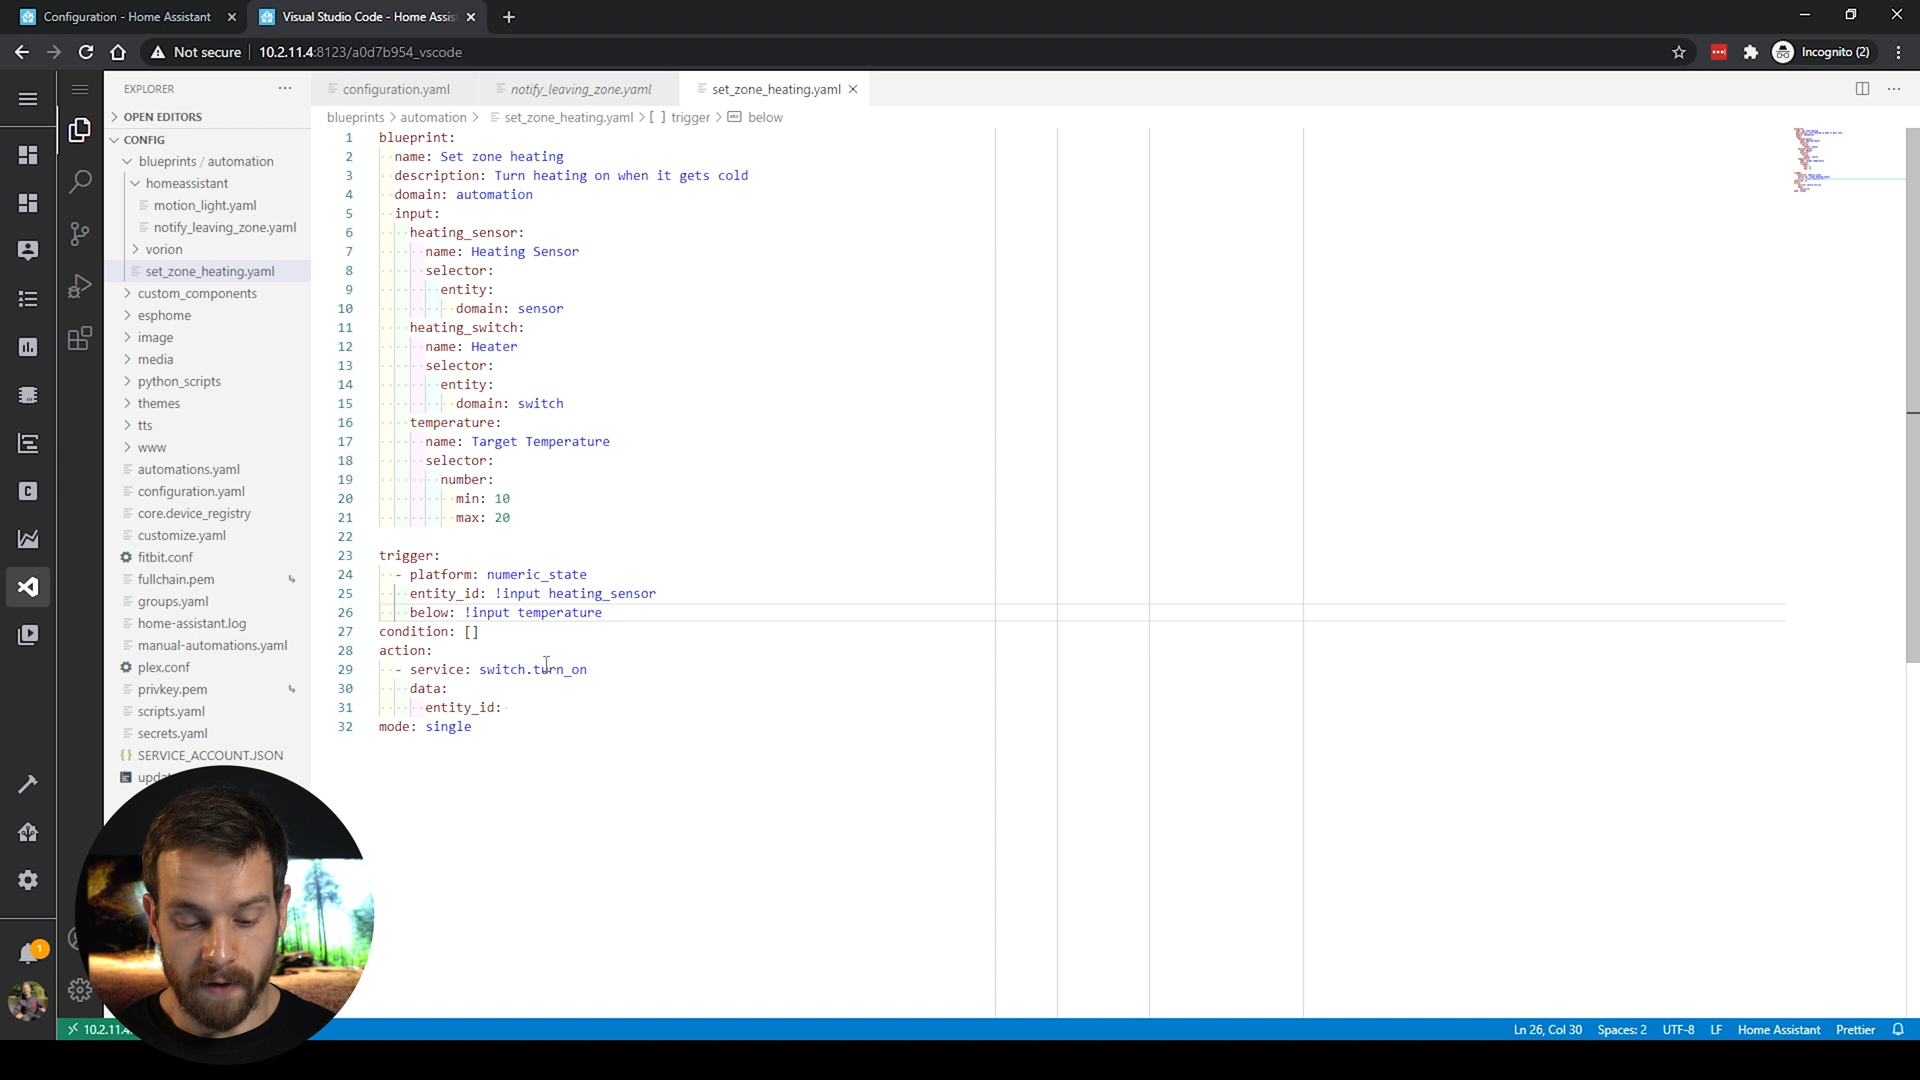 Configuration - Home Assistant
Visual Studio Code - Home Assis
Not secure
10.2.11.4:8123/a0d7b954_vscode
Incognito (2)
EXPLORER
configuration.yaml
notify_leaving_zone.yaml
set_zone_heating.yaml
OPEN EDITORS
blueprints > automation > set_zone_heating.yaml > [ ] trigger > abc below
CONFIG
blueprints / automation
homeassistant
motion_light.yaml
notify_leaving_zone.yaml
vorion
set_zone_heating.yaml
custom_components
esphome
image
media
python_scripts
themes
tts
www
automations.yaml
configuration.yaml
core.device_registry
customize.yaml
fitbit.conf
fullchain.pem
groups.yaml
home-assistant.log
manual-automations.yaml
plex.conf
privkey.pem
scripts.yaml
secrets.yaml
SERVICE_ACCOUNT.JSON
1 blueprint:
2 name: Set zone heating
3 description: Turn heating on when it gets cold
4 domain: automation
5 input:
6 heating_sensor:
7 name: Heating Sensor
8 selector:
9 entity:
10 domain: sensor
11 heating_switch:
12 name: Heater
13 selector:
14 entity:
15 domain: switch
16 temperature:
17 name: Target Temperature
18 selector:
19 number:
20 min: 10
21 max: 20
22
23 trigger:
24 - platform: numeric_state
25 entity_id: !input heating_sensor
26 below: !input temperature
27 condition: []
28 action:
29 - service: switch.turn_on
30 data:
31 entity_id:
32 mode: single
1
10.2.11.4
Ln 26, Col 30
Spaces: 2
UTF-8
LF
Home Assistant
Prettier